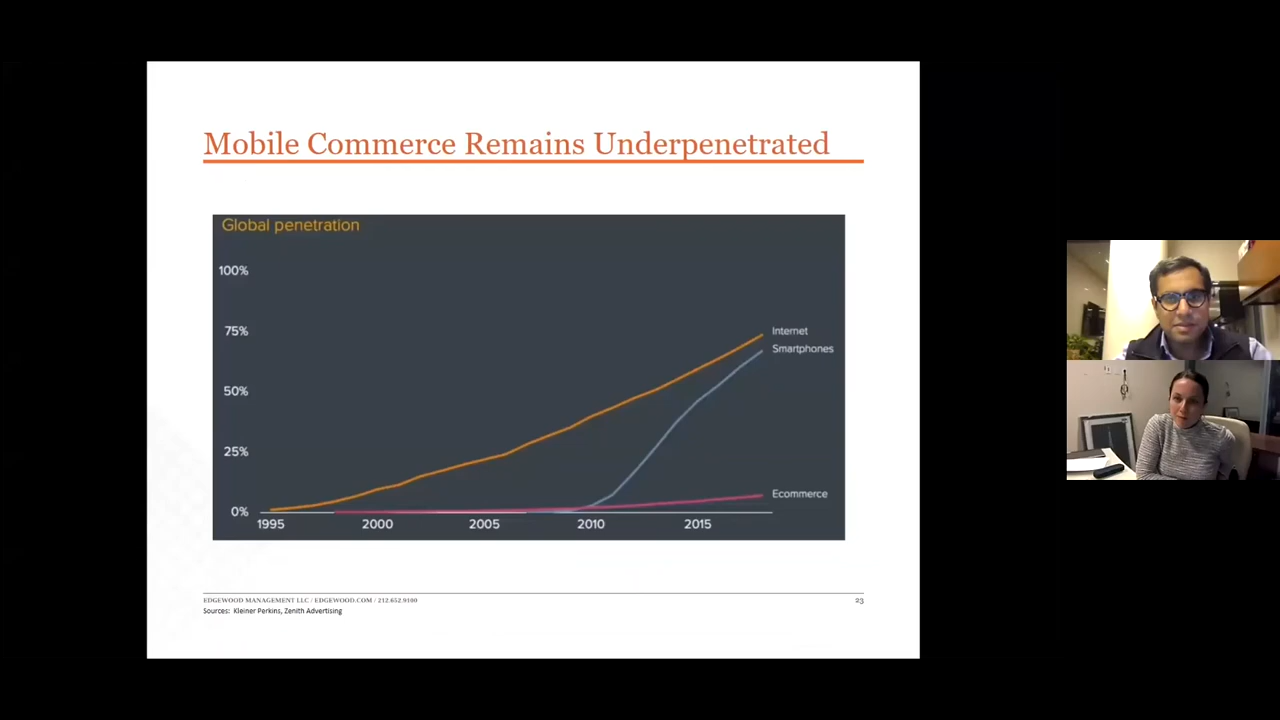 Mobile Commerce Remains Underpenetrated
Global penetration
100%
75%
50%
25%
0%
Internet
Smartphones
Ecommerce
1995 2000 2005 2010 2015
EDGEWOOD MANAGEMENT LLC / EDGEWOOD.COM / 212.652.9100 23
Sources: Kleiner Perkins, Zenith Advertising